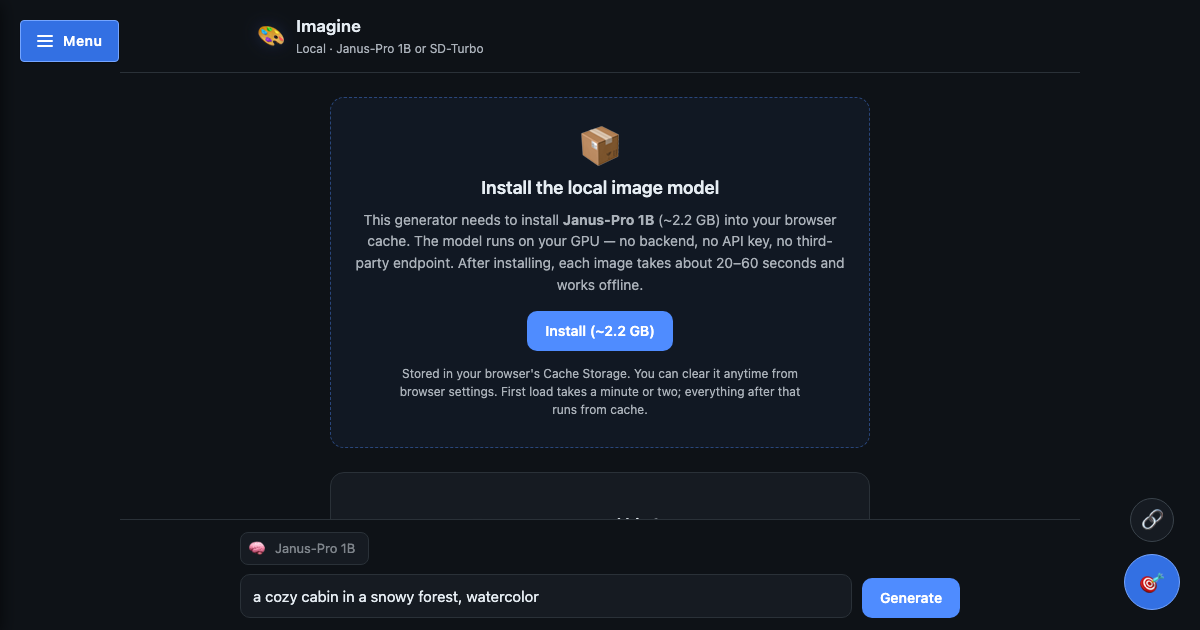 Menu
Imagine
Local · Janus-Pro 1B or SD-Turbo
Install the local image model
This generator needs to install Janus-Pro 1B (~2.2 GB) into your browser
cache. The model runs on your GPU — no backend, no API key, no third-
party endpoint. After installing, each image takes about 20–60 seconds and
works offline.
Install (~2.2 GB)
Stored in your browser's Cache Storage. You can clear it anytime from
browser settings. First load takes a minute or two; everything after that
runs from cache.
Janus-Pro 1B
a cozy cabin in a snowy forest, watercolor
Generate